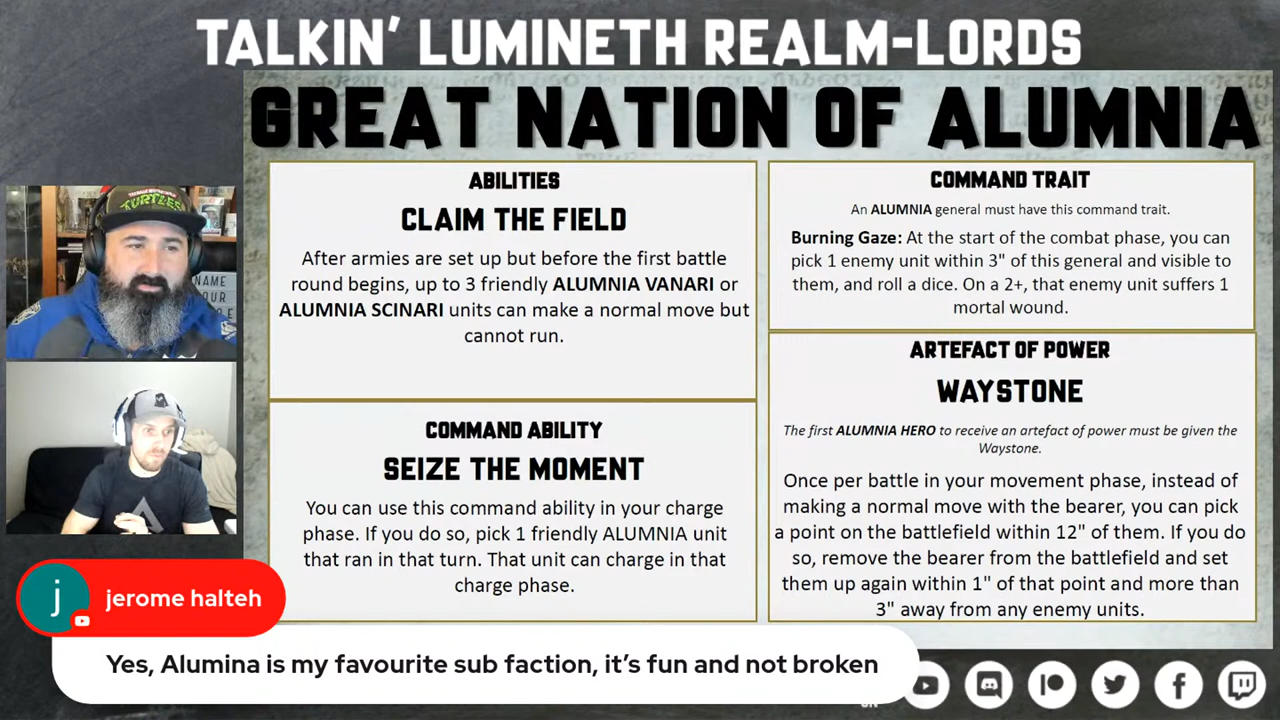 TALKIN' LUMINETH REALM-LORDS
GREAT NATION OF ALUMNIA
ABILITIES
CLAIM THE FIELD
After armies are set up but before the first battle
round begins, up to 3 friendly ALUMNIA VANARI or
ALUMNIA SCINARI units can make a normal move but
cannot run.
COMMAND ABILITY
SEIZE THE MOMENT
You can use this command ability in your charge
phase. If you do so, pick 1 friendly ALUMNIA unit
that ran in that turn. That unit can charge in that
charge phase.
COMMAND TRAIT
An ALUMNIA general must have this command trait.
Burning Gaze: At the start of the combat phase, you can
pick 1 enemy unit within 3" of this general and visible to
them, and roll a dice. On a 2+, that enemy unit suffers 1
mortal wound.
ARTEFACT OF POWER
WAYSTONE
The first ALUMNIA HERO to receive an artefact of power must be given the
Waystone.
Once per battle in your movement phase, instead of
making a normal move with the bearer, you can pick
a point on the battlefield within 12" of them. If you do
so, remove the bearer from the battlefield and set
them up again within 1" of that point and more than
3" away from any enemy units.
TURTLES
NAME
j
jerome halteh
Yes, Alumina is my favourite sub faction, it's fun and not broken